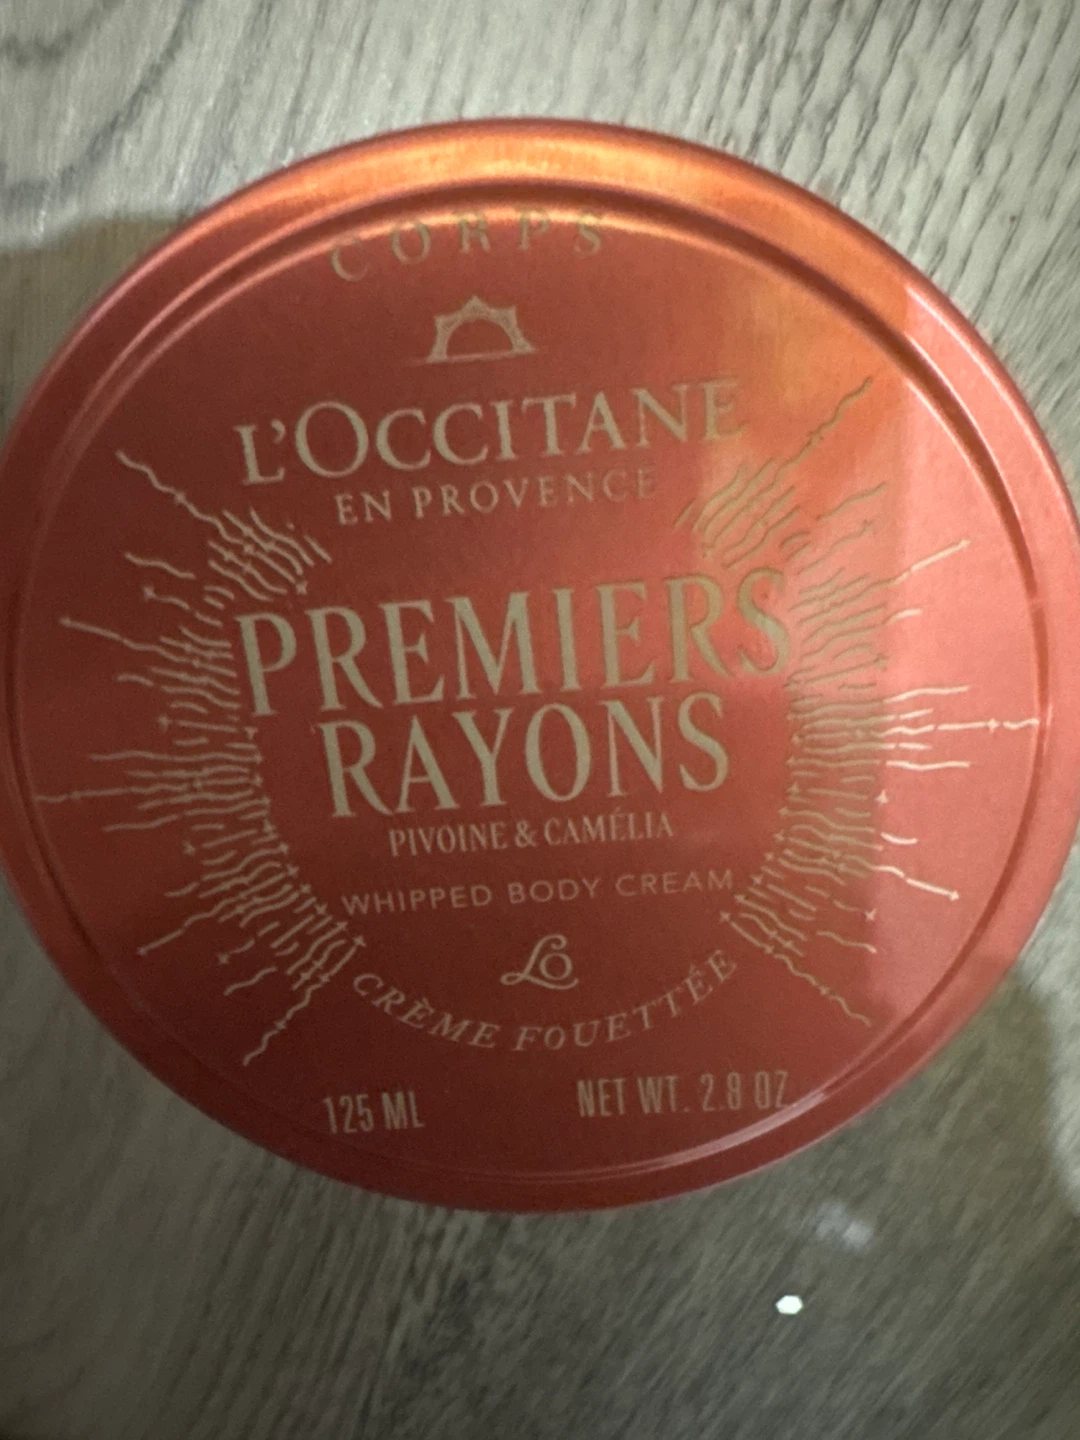 CORPS
L'OCCITANE
EN PROVENCE
PREMIERS
RAYONS
PIVOINE & CAMÉLIA
WHIPPED BODY CREAM
Lo
CRÈME FOUETTÉE
125 ML NET WT. 2.8 OZ